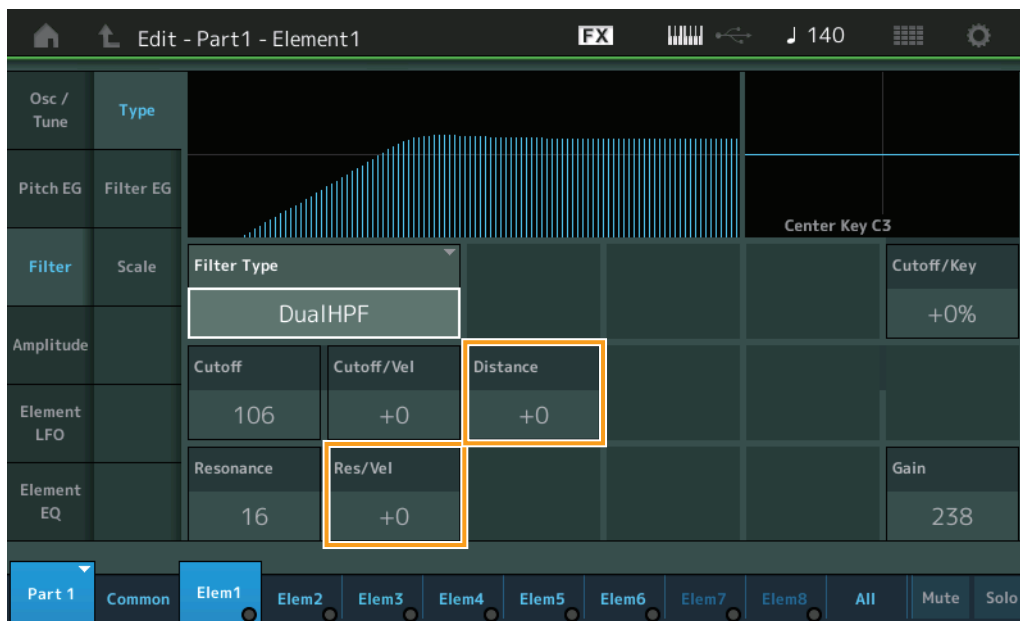 Edit - Part1 - Element1
FX
♩ 140
Osc /
Tune
Type
Pitch EG
Filter EG
Center Key C3
Filter
Scale
Filter Type
Cutoff/Key
DualHPF
+0%
Amplitude
Cutoff
Cutoff/Vel
Distance
106
+0
+0
Element
LFO
Resonance
Res/Vel
Gain
Element
EQ
16
+0
238
Part 1
Common
Elem1
Elem2
Elem3
Elem4
Elem5
Elem6
Elem7
Elem8
All
Mute
Solo